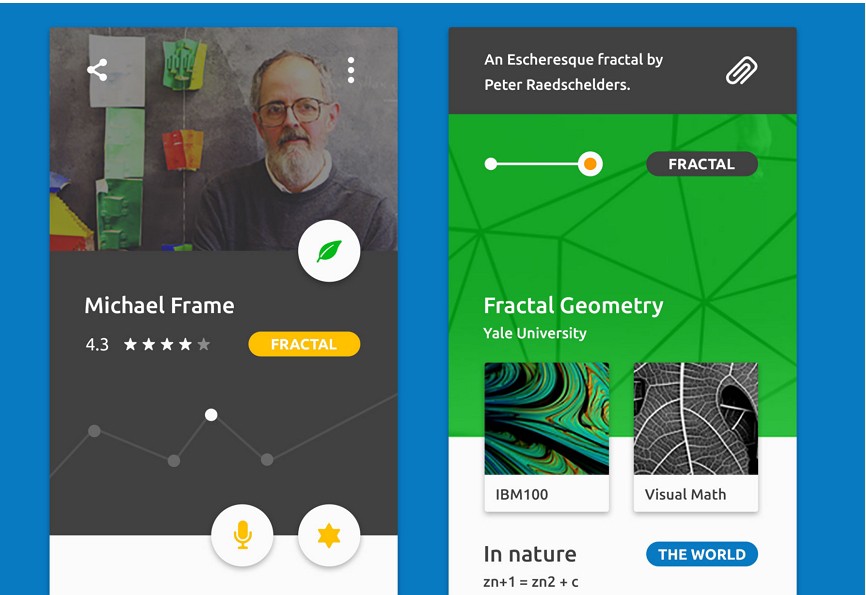 Michael Frame
4.3
FRACTAL
An Escheresque fractal by
Peter Raedschelders.
FRACTAL
Fractal Geometry
Yale University
IBM100
Visual Math
In nature
THE WORLD
zn+1 = zn2 + c